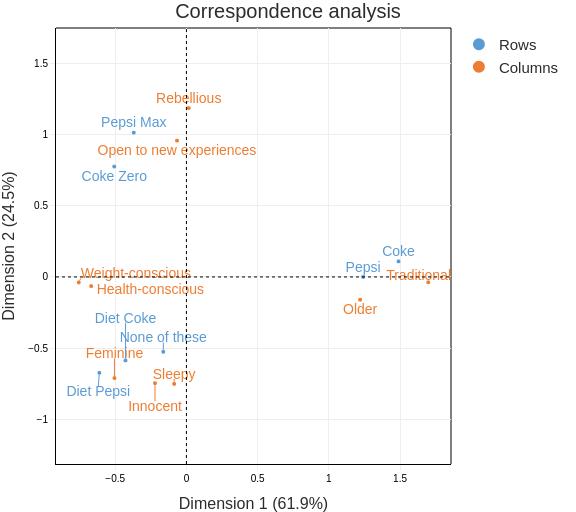 Correspondence analysis
Rows
Columns
Dimension 2 (24.5%)
1.5
1
0.5
0
−0.5
−1
Rebellious
Pepsi Max
Open to new experiences
Coke Zero
Coke
Pepsi
Traditional
Weight-conscious
Health-conscious
Older
Diet Coke
None of these
Feminine
Sleepy
Diet Pepsi
Innocent
−0.5
0
0.5
1
1.5
Dimension 1 (61.9%)